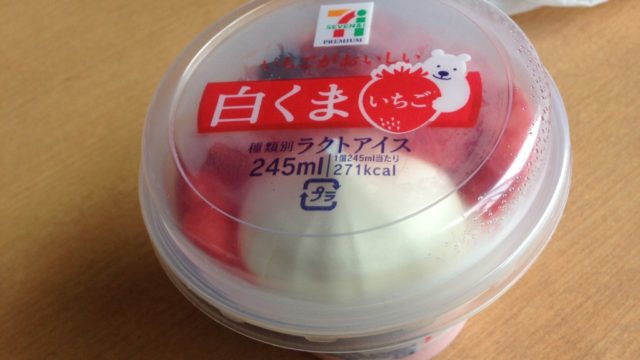 SEVEN&i
PREMIUM
いちごがおいしい
白くま いちご
種類別 ラクトアイス
245ml 1個245ml当たり
271kcal
プラ